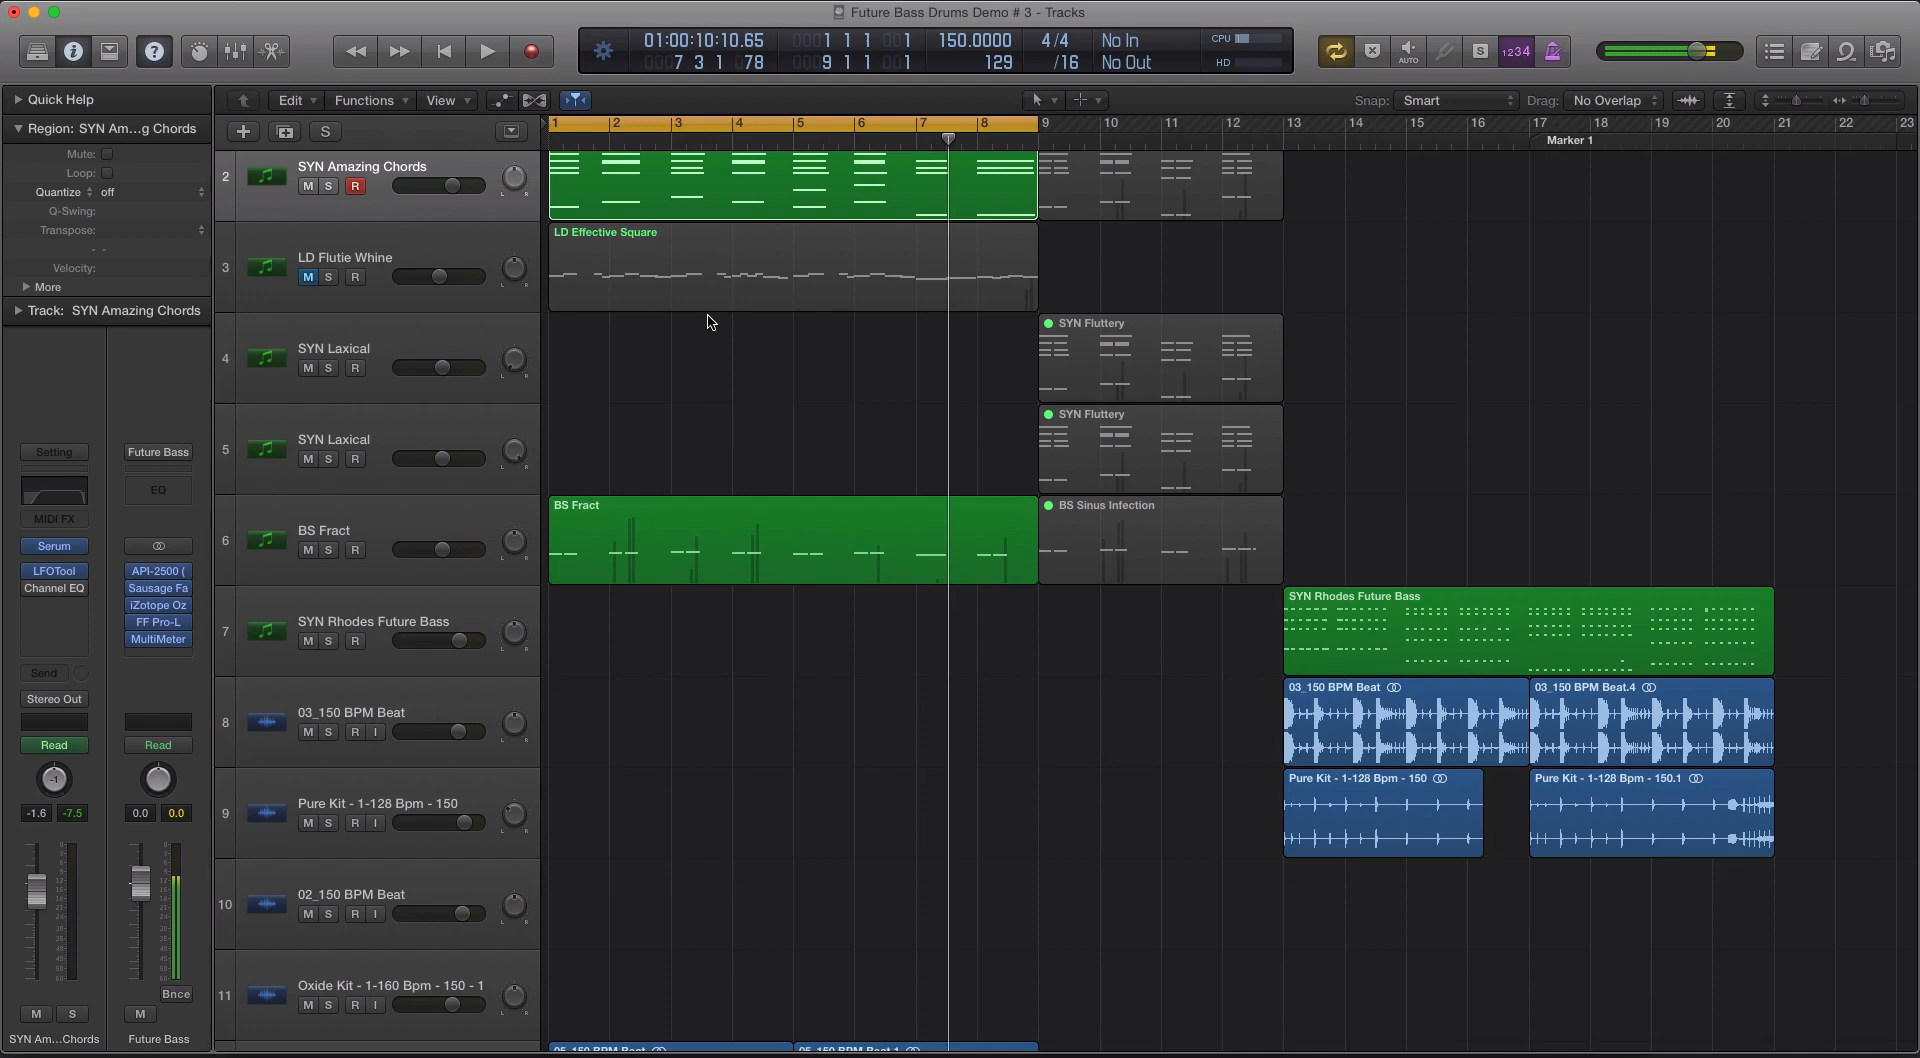 Future Bass Drums Demo # 3 - Tracks
01:00:10:10.65
7 3 1 78
0001 1 1 001
009 1 1 001
150.0000
129
4/4
/16
No In
No Out
CPU
HD
AUTO
S
1234
Quick Help
Edit
Functions
View
Snap: Smart
Drag: No Overlap
Region: SYN Am...g Chords
Mute:
Loop:
Quantize off
Q-Swing:
Transpose:
- -
Velocity:
More
Track: SYN Amazing Chords
S
1 2 3 4 5 6 7 8 9 10 11 12 13 14 15 16 17 18 19 20 21 22 23
Marker 1
2
SYN Amazing Chords
M S R
3
LD Flutie Whine
M S R
LD Effective Square
4
SYN Laxical
M S R
SYN Fluttery
5
SYN Laxical
M S R
SYN Fluttery
6
BS Fract
M S R
BS Fract
BS Sinus Infection
7
SYN Rhodes Future Bass
M S R
SYN Rhodes Future Bass
8
03_150 BPM Beat
M S R I
03_150 BPM Beat
03_150 BPM Beat.4
9
Pure Kit - 1-128 Bpm - 150
M S R I
Pure Kit - 1-128 Bpm - 150
Pure Kit - 1-128 Bpm - 150.1
10
02_150 BPM Beat
M S R I
11
Oxide Kit - 1-160 Bpm - 150 - 1
M S R I
05_150 BPM Beat
05_150 BPM Beat.1
Setting
Future Bass
EQ
MIDI FX
Serum
LFOTool
API-2500 (
Channel EQ
Sausage Fa
iZotope Oz
FF Pro-L
MultiMeter
Send
Stereo Out
Read
Read
-1
-1.6 -7.5
0.0 0.0
Bnce
M S
M
SYN Am...Chords
Future Bass